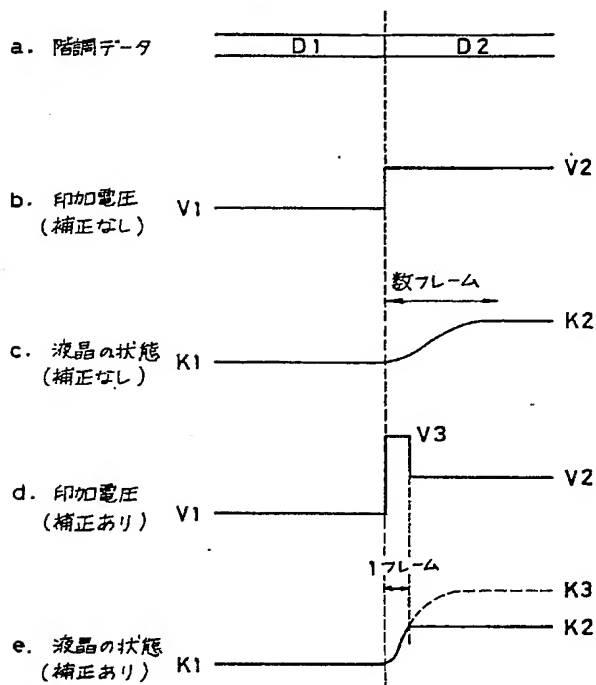 a. 階調データ
D1 D2
b. 印加電圧
(補正なし)
V1
V2
数フレーム
c. 液晶の状態
(補正なし)
K1
K2
d. 印加電圧
(補正あり)
V1
V3
V2
1フレーム
e. 液晶の状態
(補正あり)
K1
K3
K2